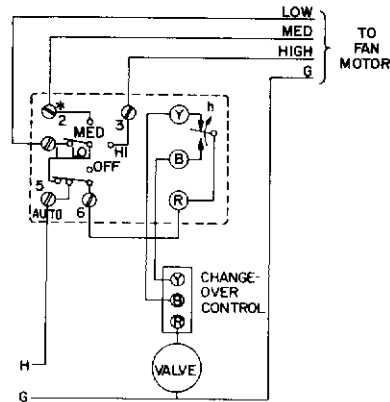 LOW
MED
HIGH
G
TO
FAN
MOTOR
*
2
3
MED
LO
HI
OFF
5
AUTO
6
h
Y
B
R
CHANGE-
OVER
CONTROL
Y
B
R
VALVE
H
G